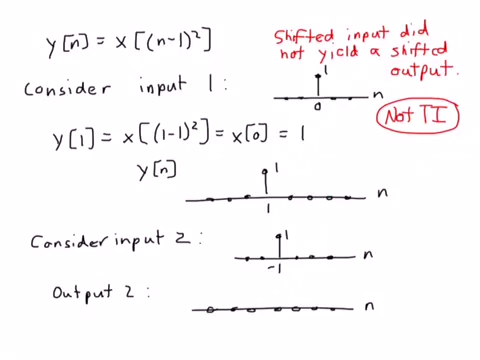 y[n] = x[(n-1)²]
Shifted input did
not yield a shifted
output.
Consider input 1:
1
n
0
Not TI
y[1] = x[(1-1)²] = x[0] = 1
y[n]
1
n
1
Consider input 2:
1
n
-1
Output 2:
n